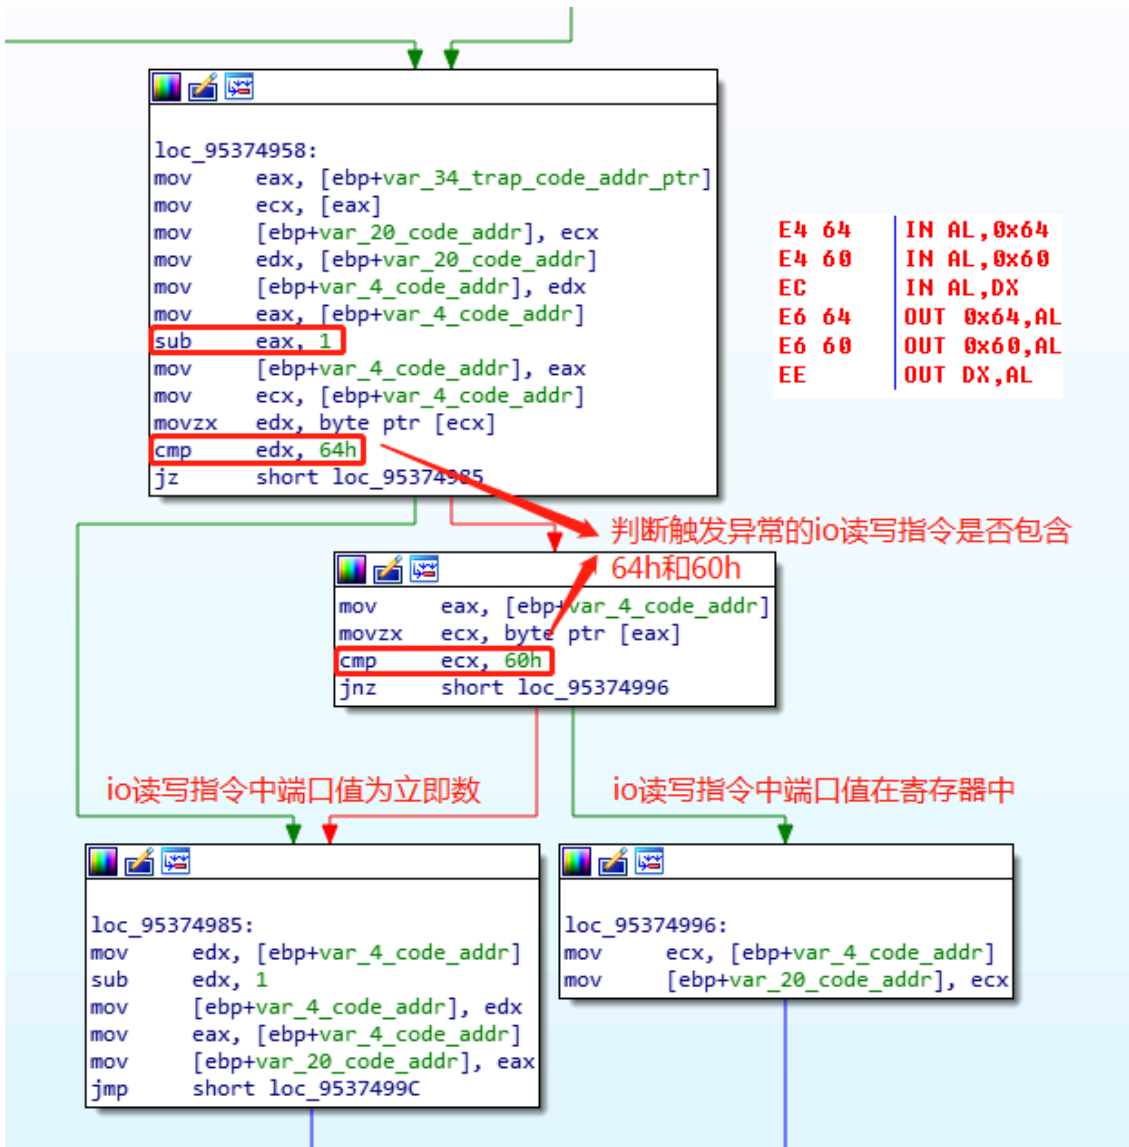 loc_95374958:
mov eax, [ebp+var_34_trap_code_addr_ptr]
mov ecx, [eax]
mov [ebp+var_20_code_addr], ecx
mov edx, [ebp+var_20_code_addr]
mov [ebp+var_4_code_addr], edx
mov eax, [ebp+var_4_code_addr]
sub eax, 1
mov [ebp+var_4_code_addr], eax
mov ecx, [ebp+var_4_code_addr]
movzx edx, byte ptr [ecx]
cmp edx, 64h
jz short loc_95374985
E4 64 IN AL,0x64
E4 60 IN AL,0x60
EC IN AL,DX
E6 64 OUT 0x64,AL
E6 60 OUT 0x60,AL
EE OUT DX,AL
判断触发异常的io读写指令是否包含
64h和60h
mov eax, [ebp+var_4_code_addr]
movzx ecx, byte ptr [eax]
cmp ecx, 60h
jnz short loc_95374996
io读写指令中端口值为立即数
io读写指令中端口值在寄存器中
loc_95374985:
mov edx, [ebp+var_4_code_addr]
sub edx, 1
mov [ebp+var_4_code_addr], edx
mov eax, [ebp+var_4_code_addr]
mov [ebp+var_20_code_addr], eax
jmp short loc_9537499C
loc_95374996:
mov ecx, [ebp+var_4_code_addr]
mov [ebp+var_20_code_addr], ecx